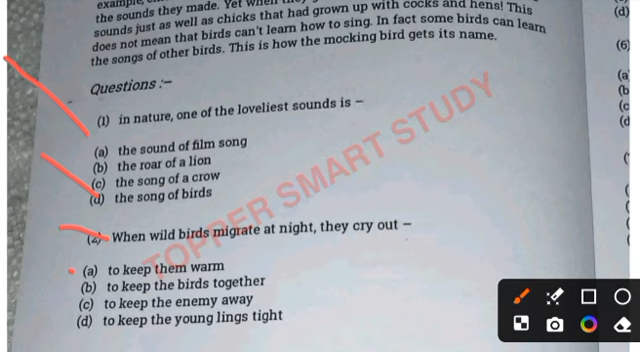 example,
the sounds they made. Yet when they
sounds just as well as chicks that had grown up with cocks and hens! This
does not mean that birds can't learn how to sing. In fact some birds can learn
the songs of other birds. This is how the mocking bird gets its name.
Questions :–
(1) in nature, one of the loveliest sounds is –
(a) the sound of film song
(b) the roar of a lion
(c) the song of a crow
(d) the song of birds
(2) When wild birds migrate at night, they cry out –
(a) to keep them warm
(b) to keep the birds together
(c) to keep the enemy away
(d) to keep the young lings tight
TOPPER SMART STUDY
(d)
(6)
(a)
(b
(c
(d